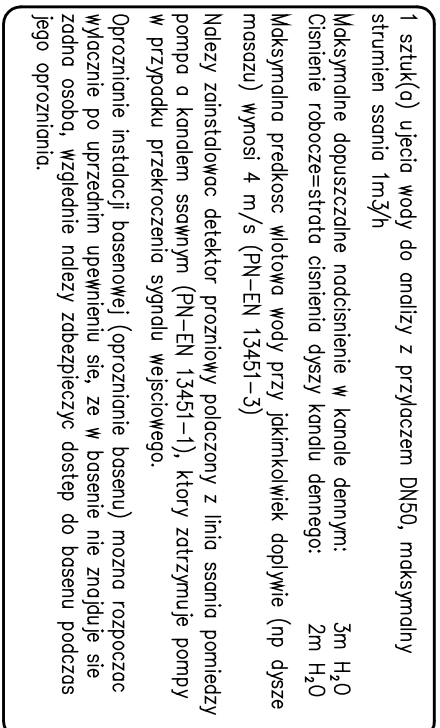 1 sztuk(a) ujecia wody do analizy z przylaczem DN50, maksymalny
strumien ssania 1m3/h
Maksymalne dopuszczalne nadcisnienie w kanale dennym: 3m H₂O
Cisnienie robocze=strata cisnienia dyszy kanalu dennego: 2m H₂O
Maksymalna predkosc wlotowa wody przy jakimkolwiek doplywie (np dysze
masazu) wynosi 4 m/s (PN-EN 13451-3)
Nalezy zainstalowac detektor prozniowy polaczony z linia ssania pomiedzy
pompa a kanalem ssawnym (PN-EN 13451-1), ktory zatrzymuje pompy
w przypadku przekroczenia sygnalu wejsciowego.
Oproznianie instalacji basenowej (oproznianie basenu) mozna rozpoczac
wylacznie po uprzednim upewnieniu sie, ze w basenie nie znajduje sie
zadna osoba, wzglednie nalezy zabezpieczyc dostep do basenu podczas
jego oprozniania.